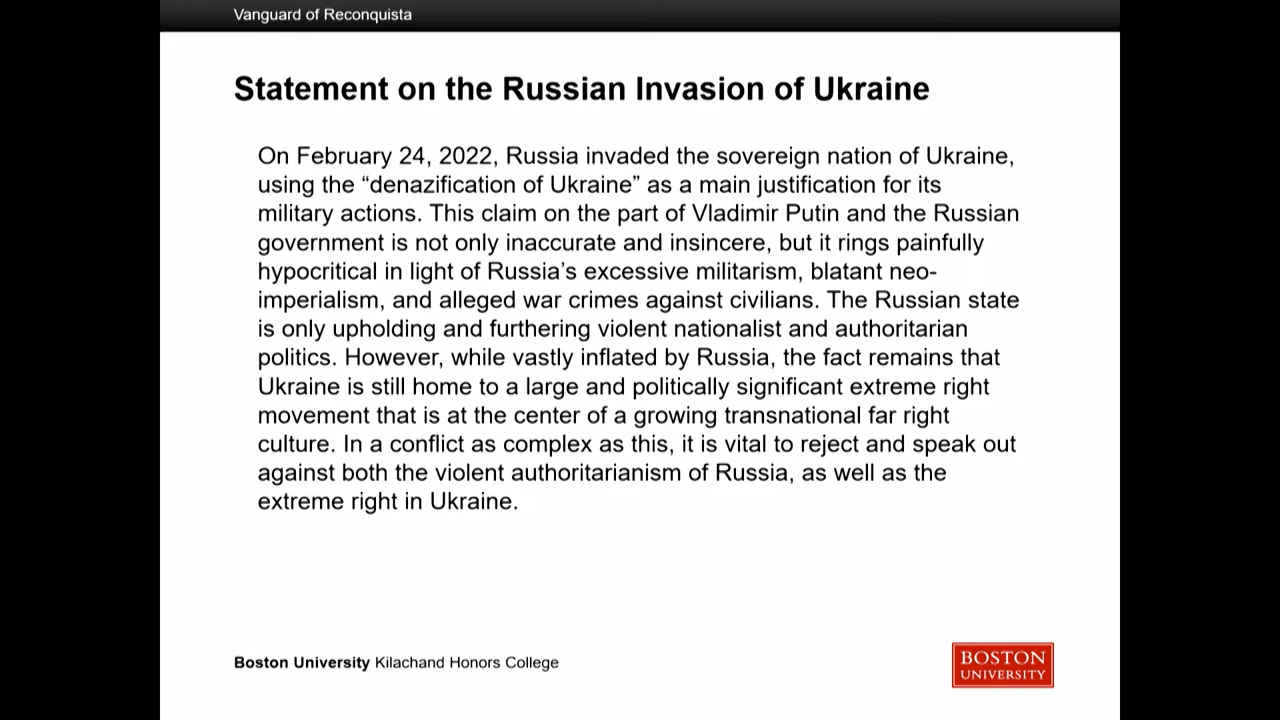 Vanguard of Reconquista
Statement on the Russian Invasion of Ukraine
On February 24, 2022, Russia invaded the sovereign nation of Ukraine,
using the “denazification of Ukraine” as a main justification for its
military actions. This claim on the part of Vladimir Putin and the Russian
government is not only inaccurate and insincere, but it rings painfully
hypocritical in light of Russia’s excessive militarism, blatant neo-
imperialism, and alleged war crimes against civilians. The Russian state
is only upholding and furthering violent nationalist and authoritarian
politics. However, while vastly inflated by Russia, the fact remains that
Ukraine is still home to a large and politically significant extreme right
movement that is at the center of a growing transnational far right
culture. In a conflict as complex as this, it is vital to reject and speak out
against both the violent authoritarianism of Russia, as well as the
extreme right in Ukraine.
Boston University Kilachand Honors College
BOSTON
UNIVERSITY